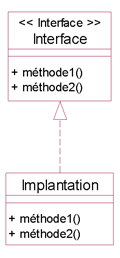 << Interface >>
Interface
+ méthode1()
+ méthode2()
Implantation
+ méthode1()
+ méthode2()